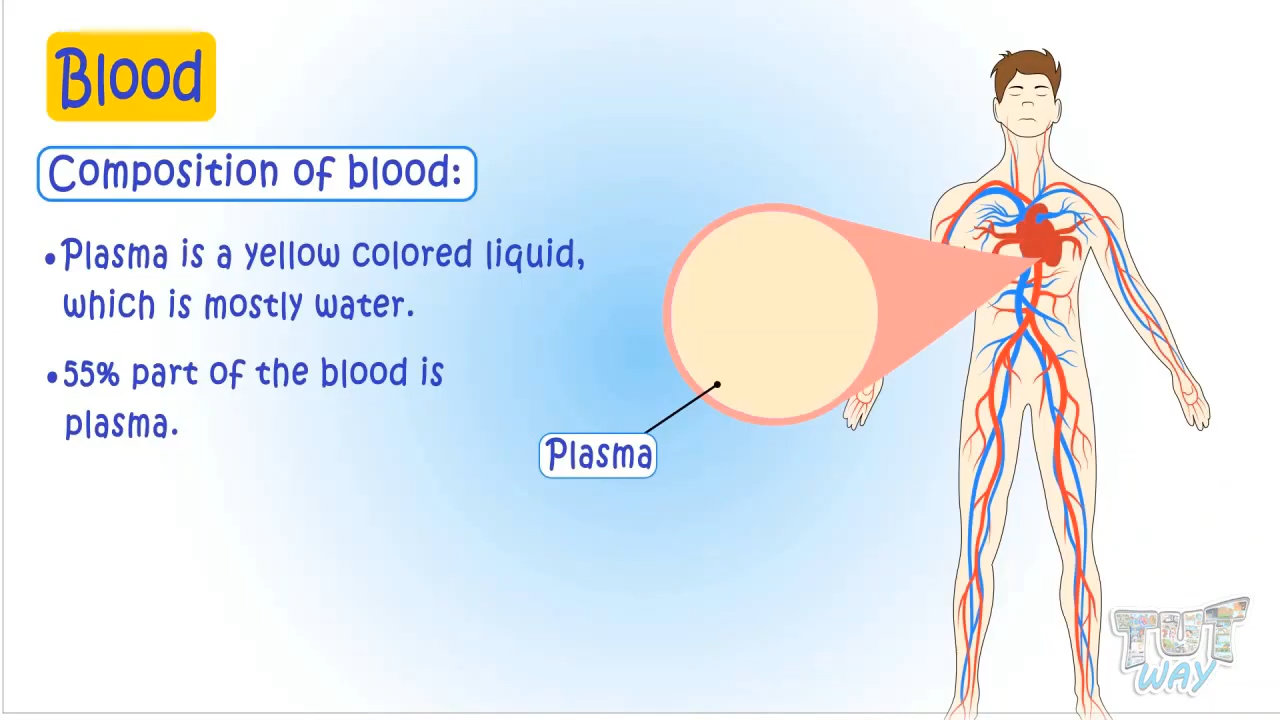 Blood
Composition of blood:
•Plasma is a yellow colored liquid,
which is mostly water.
•55% part of the blood is
plasma.
Plasma
TUT
WAY